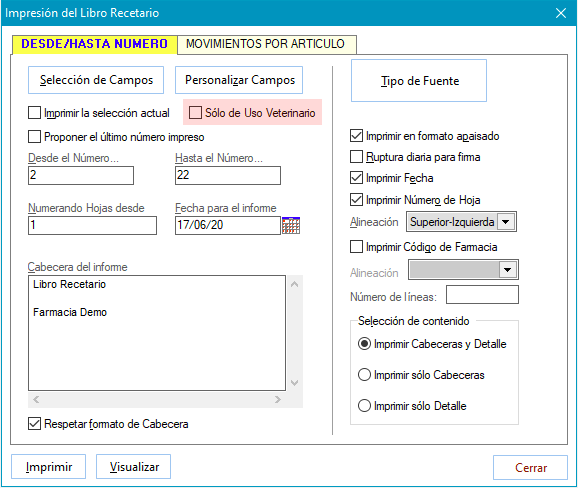 Impresión del Libro Recetario
DESDE/HASTA NUMERO
MOVIMIENTOS POR ARTICULO
Selección de Campos
Personalizar Campos
Imprimir la selección actual
Sólo de Uso Veterinario
Proponer el último número impreso
Desde el Número...
Hasta el Número...
2
22
Numerando Hojas desde
Fecha para el informe
1
17/06/20
Cabecera del informe
Libro Recetario
Farmacia Demo
Respetar formato de Cabecera
Tipo de Fuente
Imprimir en formato apaisado
Ruptura diaria para firma
Imprimir Fecha
Imprimir Número de Hoja
Alineación
Superior-Izquierda
Imprimir Código de Farmacia
Alineación
Número de líneas:
Selección de contenido
Imprimir Cabeceras y Detalle
Imprimir sólo Cabeceras
Imprimir sólo Detalle
Imprimir
Visualizar
Cerrar